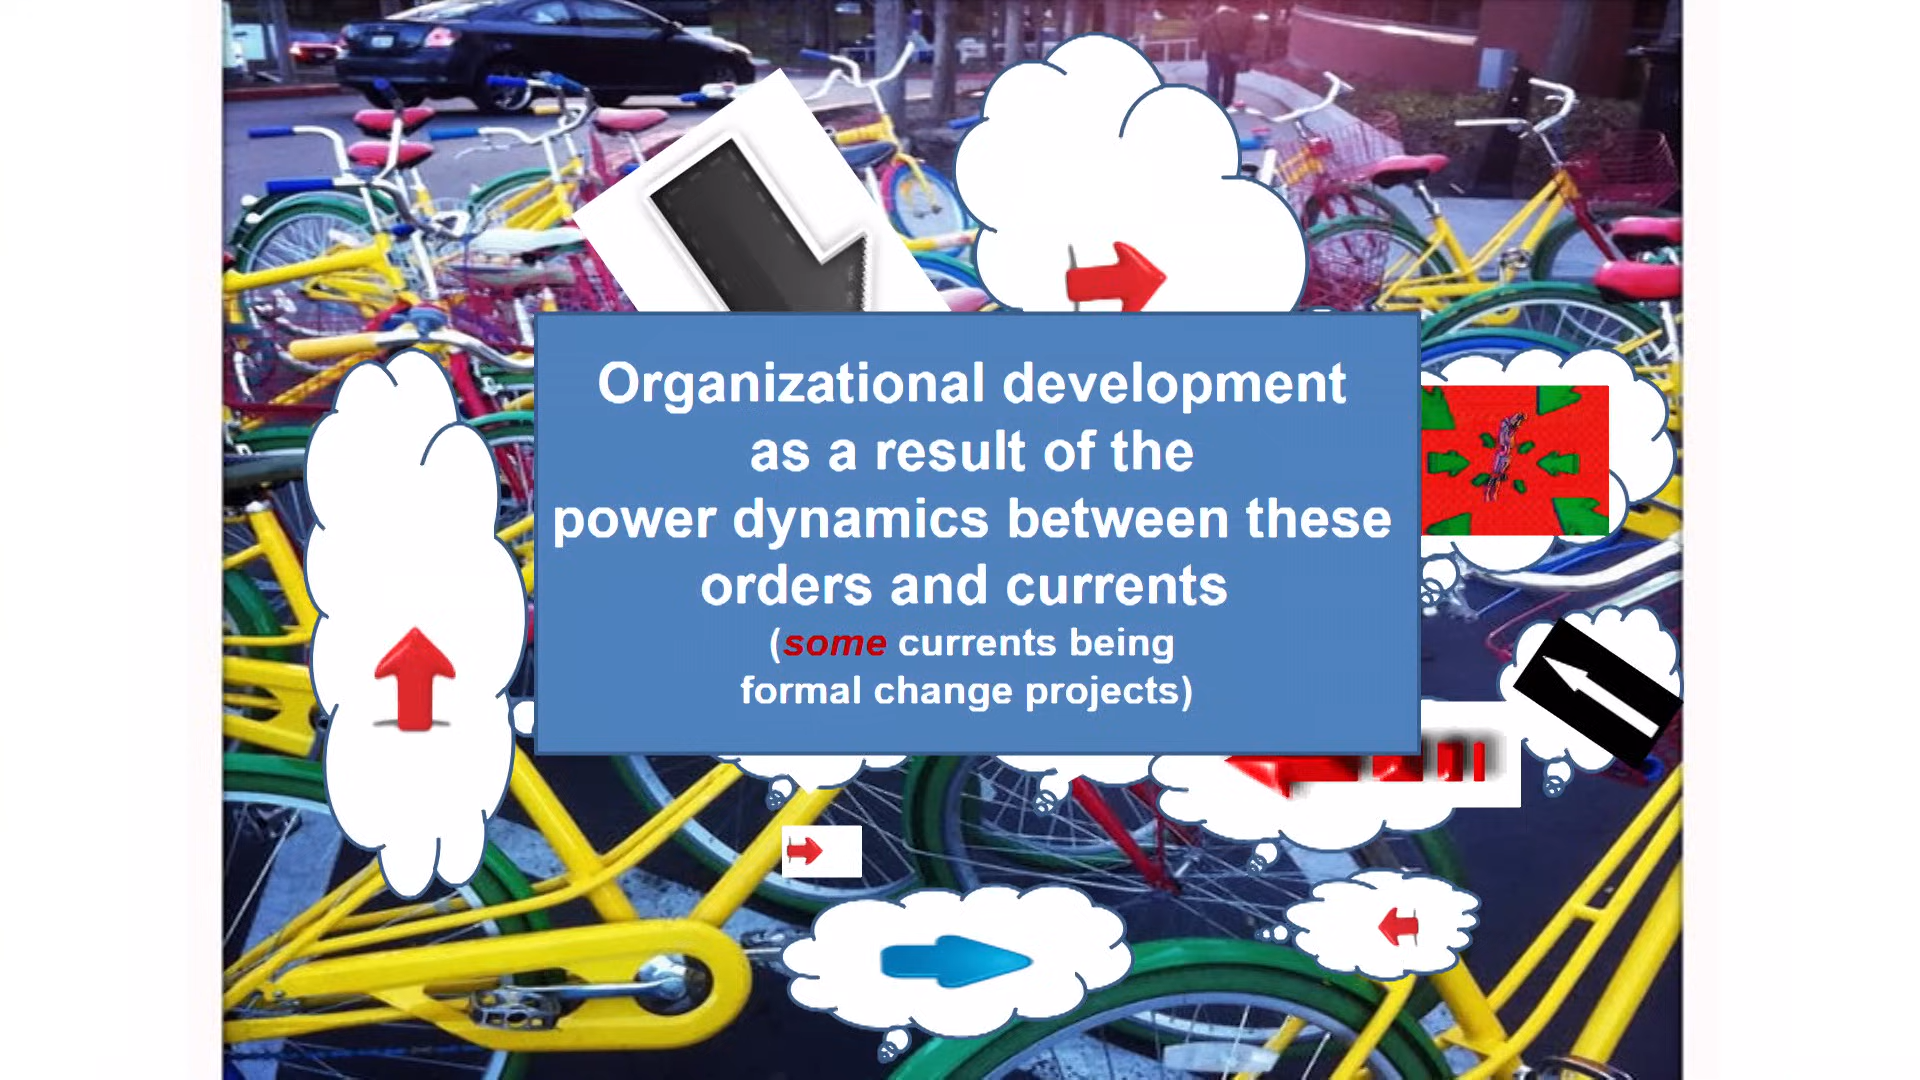 Organizational development
as a result of the
power dynamics between these
orders and currents
(some currents being
formal change projects)